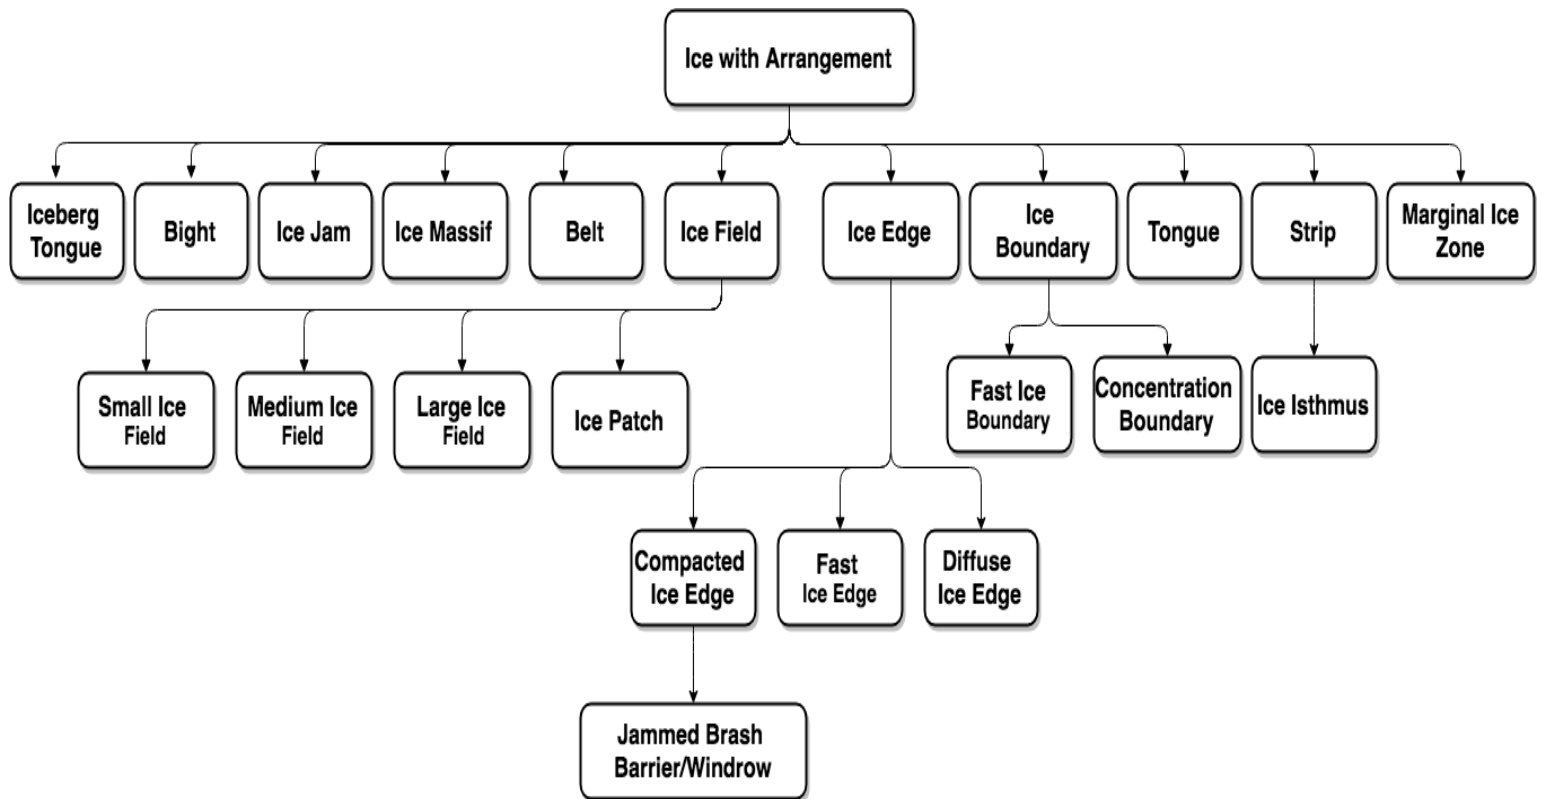 Ice with Arrangement
Iceberg
Tongue
Bight
Ice Jam
Ice Massif
Belt
Ice Field
Ice Edge
Ice
Boundary
Tongue
Strip
Marginal Ice
Zone
Small Ice
Field
Medium Ice
Field
Large Ice
Field
Ice Patch
Fast Ice
Boundary
Concentration
Boundary
Ice Isthmus
Compacted
Ice Edge
Fast
Ice Edge
Diffuse
Ice Edge
Jammed Brash
Barrier/Windrow